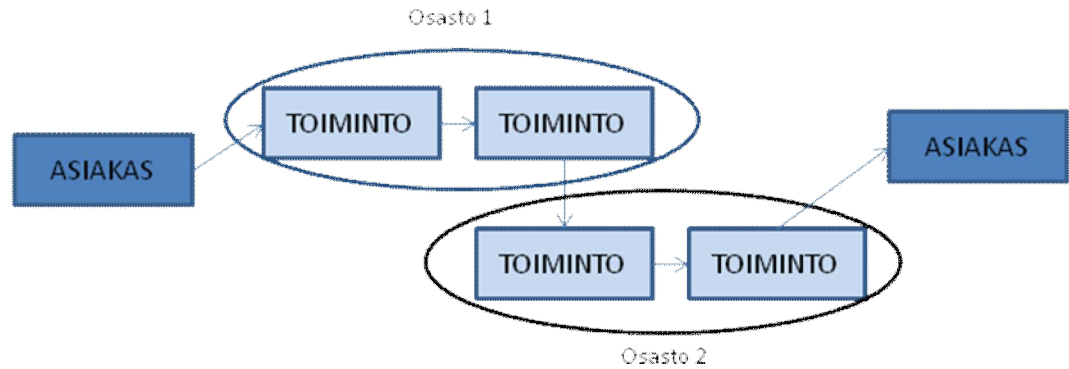 Osasto 1
TOIMINTO
TOIMINTO
ASIAKAS
ASIAKAS
TOIMINTO
TOIMINTO
Osasto 2